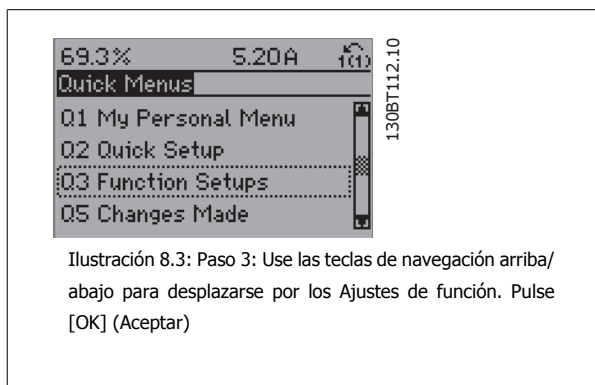 69.3% 5.20A 1(1)
Quick Menus
Q1 My Personal Menu
Q2 Quick Setup
Q3 Function Setups
Q5 Changes Made
130BT112.10
Ilustración 8.3: Paso 3: Use las teclas de navegación arriba/
abajo para desplazarse por los Ajustes de función. Pulse
[OK] (Aceptar)